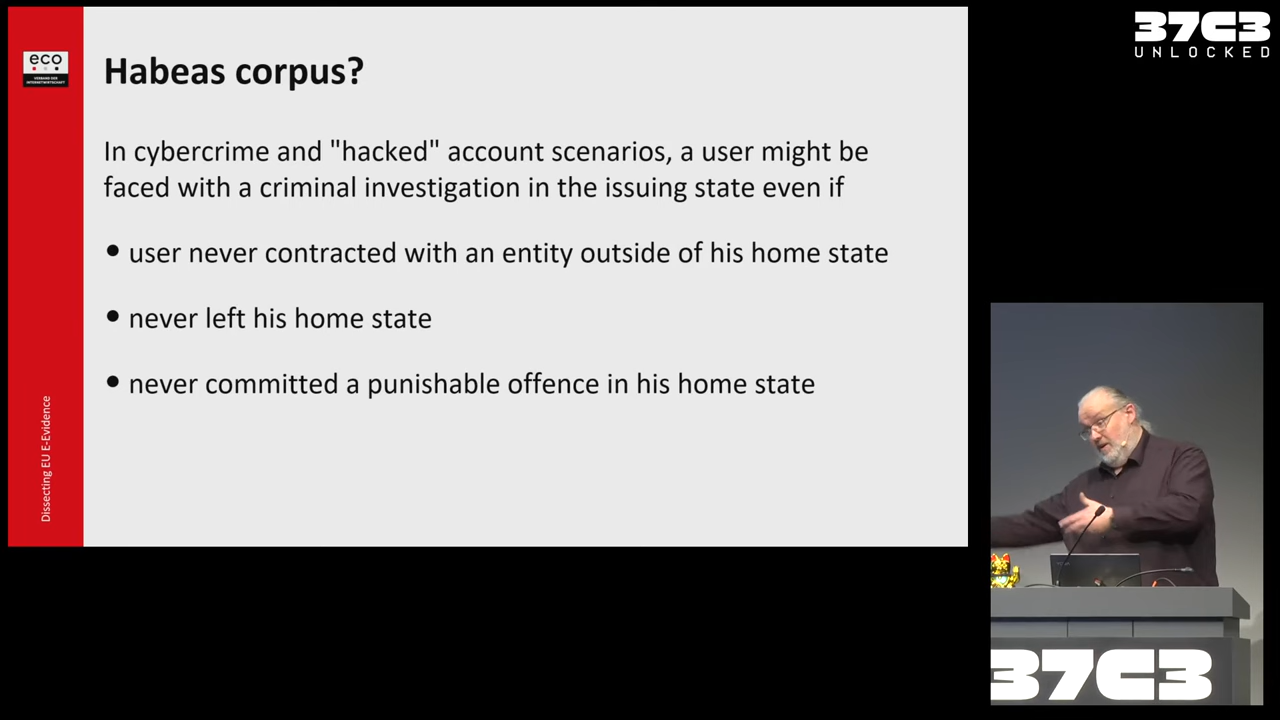 eco
VERBAND DER
INTERNETWIRTSCHAFT
Dissecting EU E-Evidence
Habeas corpus?
In cybercrime and "hacked" account scenarios, a user might be
faced with a criminal investigation in the issuing state even if
• user never contracted with an entity outside of his home state
• never left his home state
• never committed a punishable offence in his home state
37C3
UNLOCKED
37C3